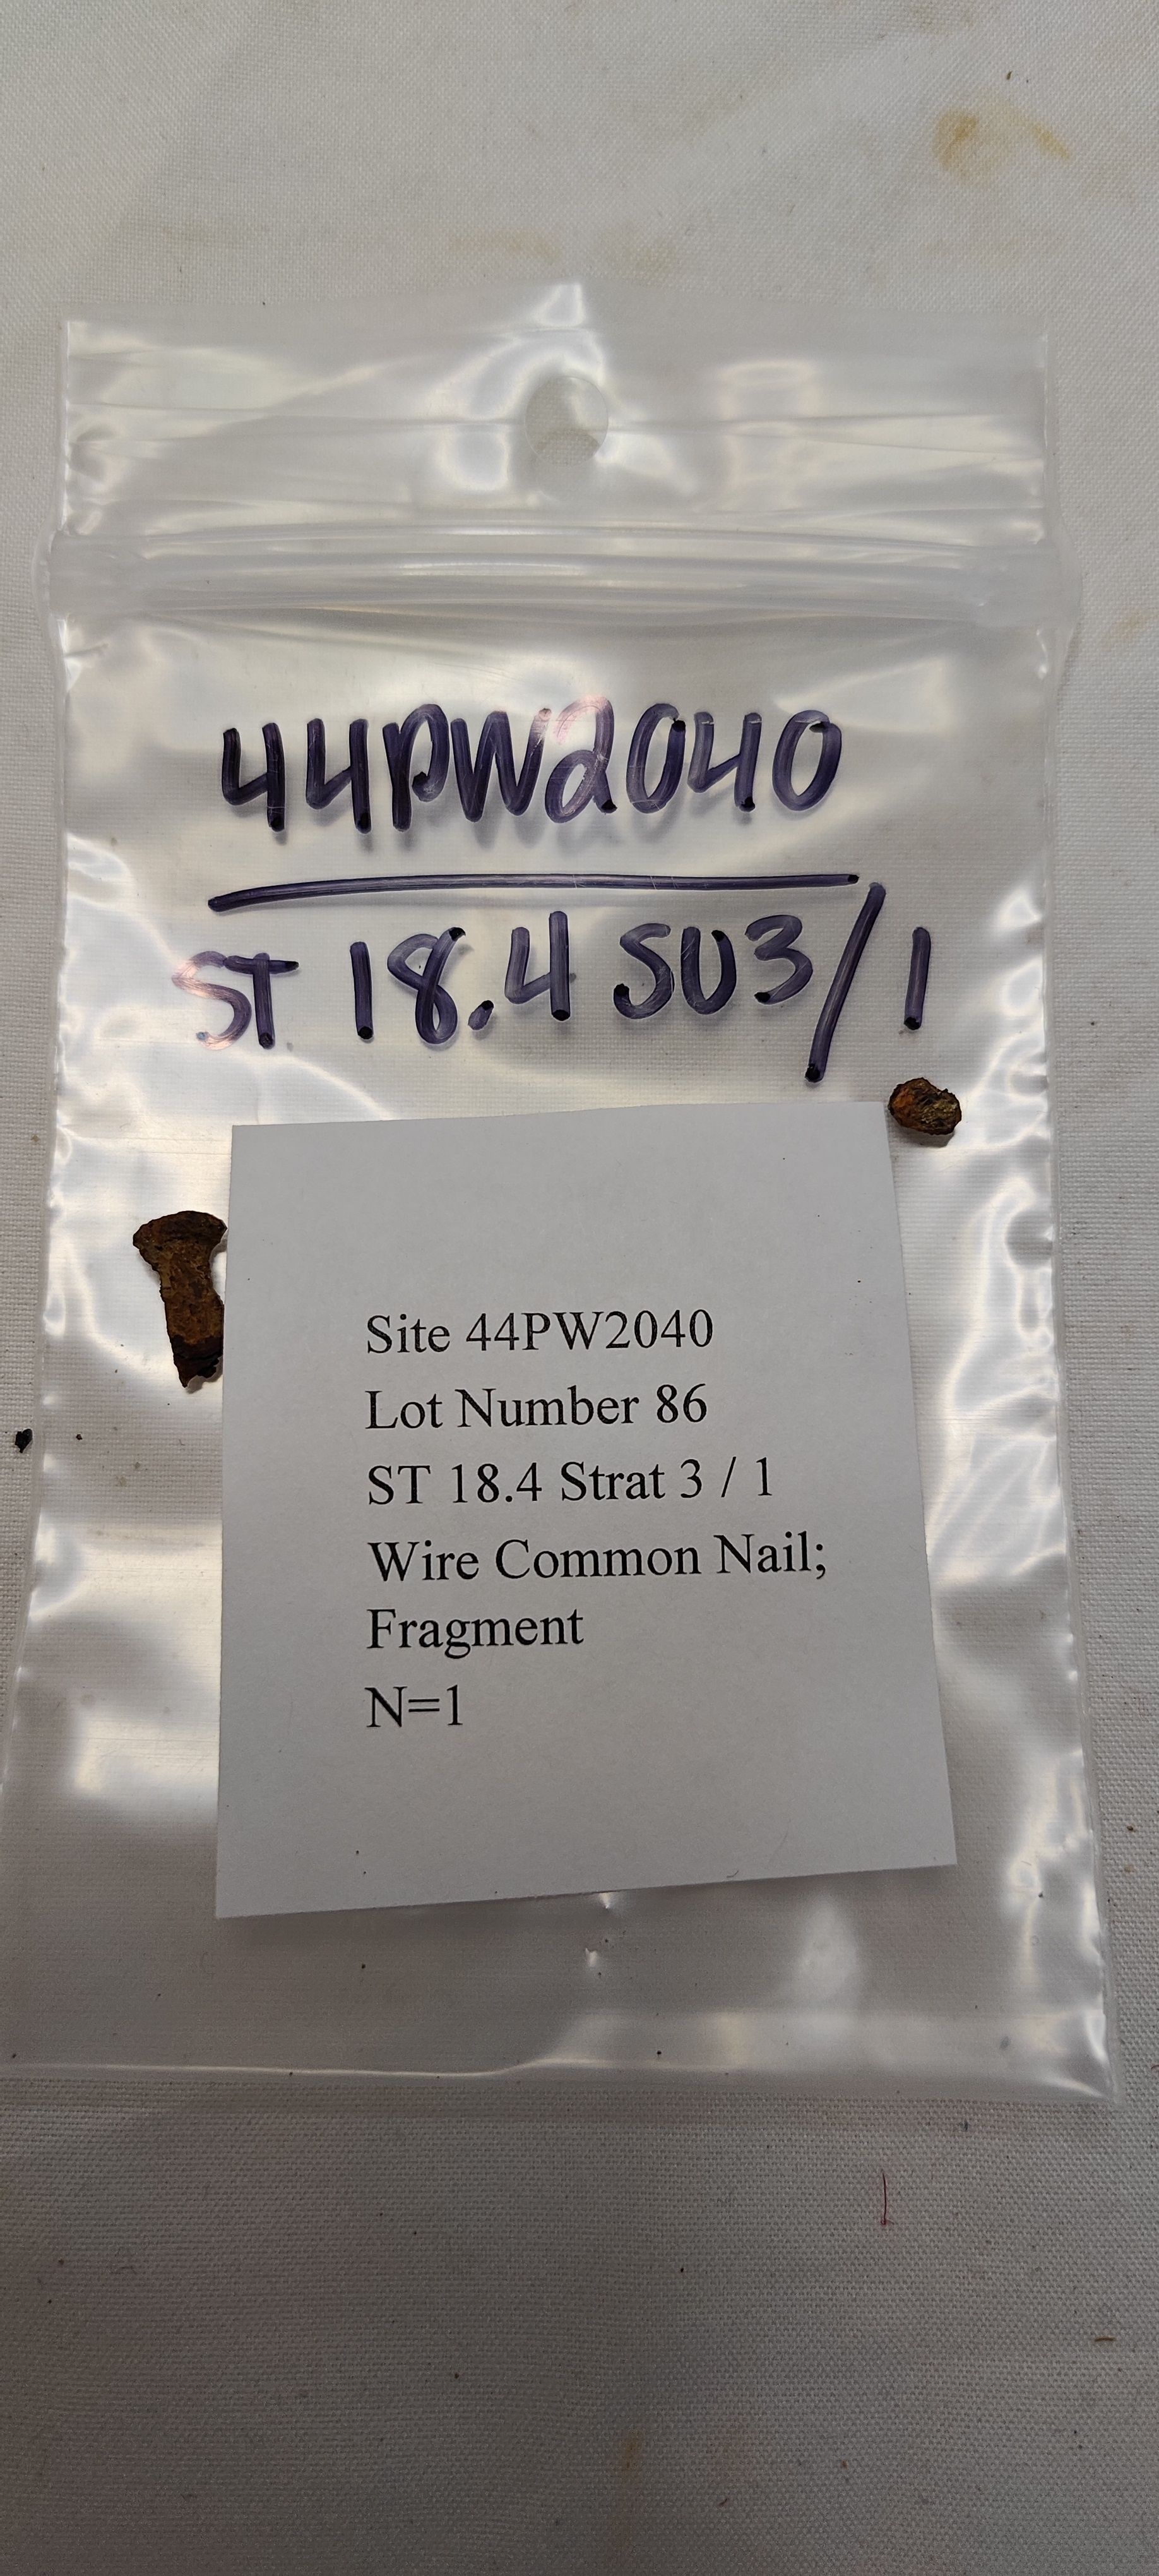 44PW2040
ST 18.4 SU3/1
Site 44PW2040
Lot Number 86
ST 18.4 Strat 3 / 1
Wire Common Nail;
Fragment
N=1